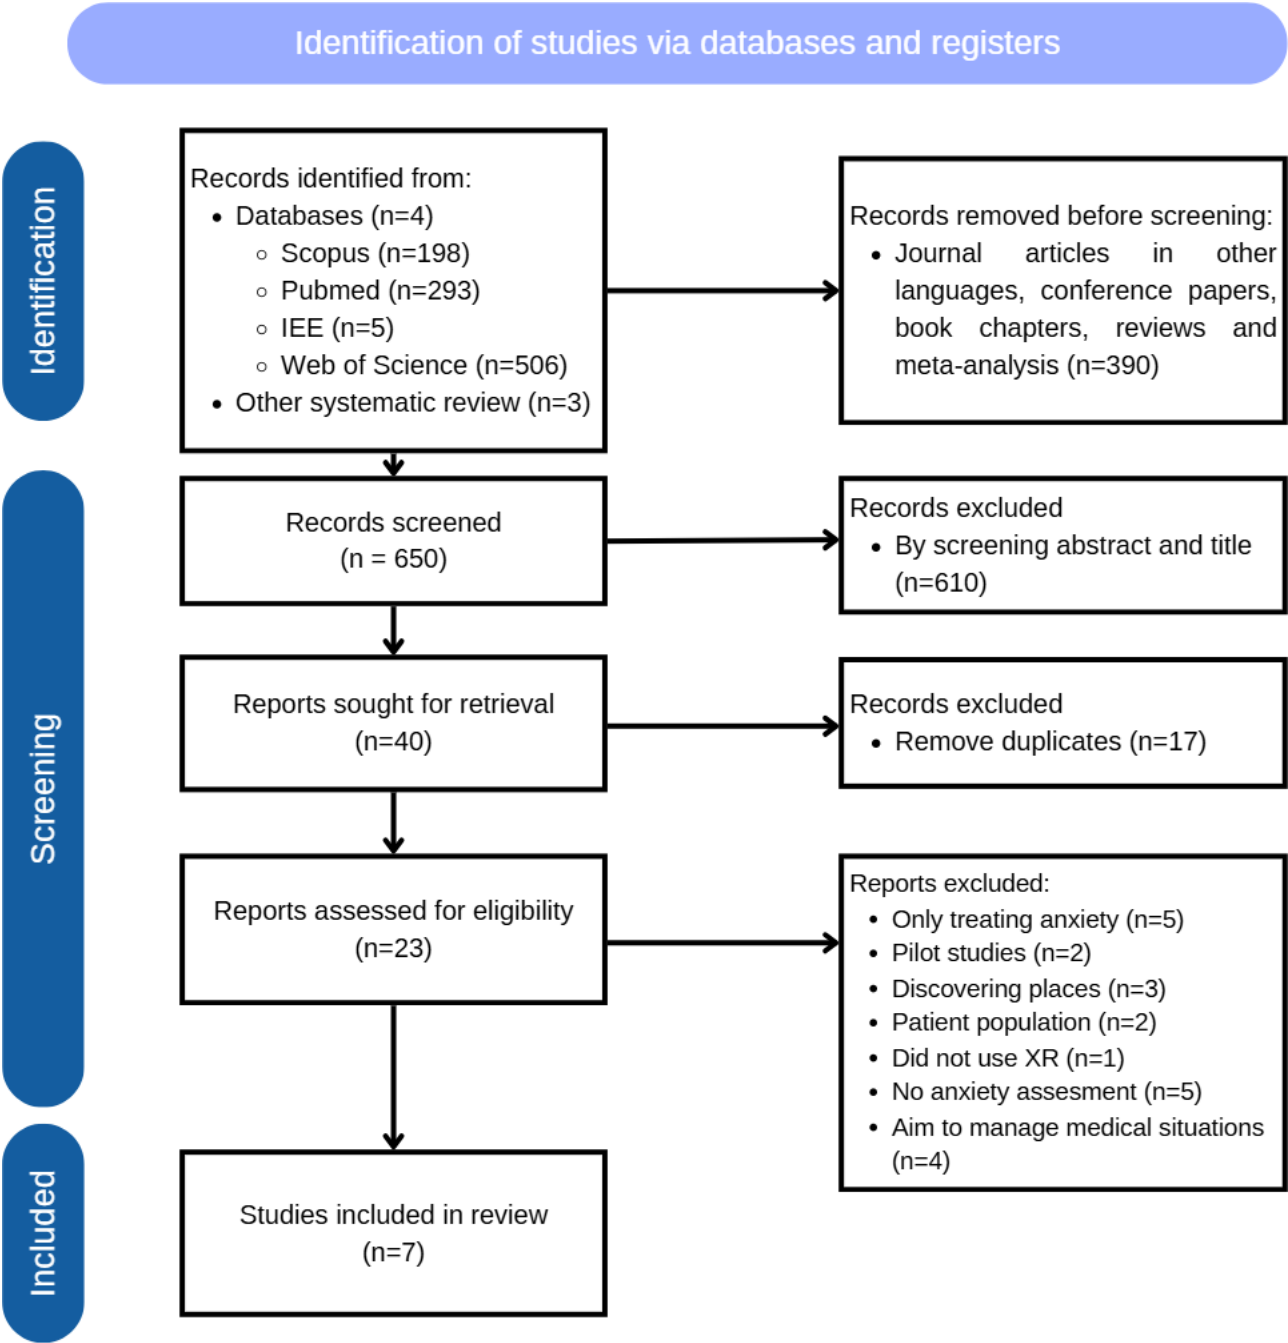 Identification of studies via databases and registers
Identification
Records identified from:
• Databases (n=4)
○ Scopus (n=198)
○ Pubmed (n=293)
○ IEE (n=5)
○ Web of Science (n=506)
• Other systematic review (n=3)
Records removed before screening:
• Journal articles in other
languages, conference papers,
book chapters, reviews and
meta-analysis (n=390)
Screening
Records screened
(n = 650)
Records excluded
• By screening abstract and title
(n=610)
Reports sought for retrieval
(n=40)
Records excluded
• Remove duplicates (n=17)
Reports assessed for eligibility
(n=23)
Reports excluded:
• Only treating anxiety (n=5)
• Pilot studies (n=2)
• Discovering places (n=3)
• Patient population (n=2)
• Did not use XR (n=1)
• No anxiety assesment (n=5)
• Aim to manage medical situations
(n=4)
Included
Studies included in review
(n=7)